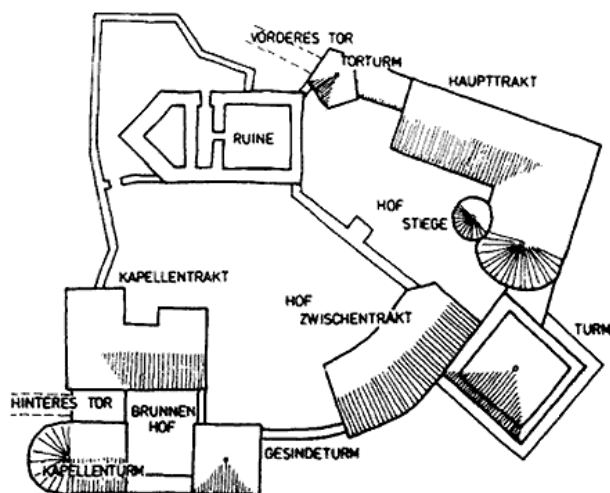 VORDERES TOR
TORTURM
HAUPTTRAKT
RUINE
HOF
STIEGE
KAPELLENTRAKT
HOF
ZWISCHENTRAKT
TURM
HINTERES TOR
BRUNNEN
HOF
KAPELLENTURM
GESINDETURM